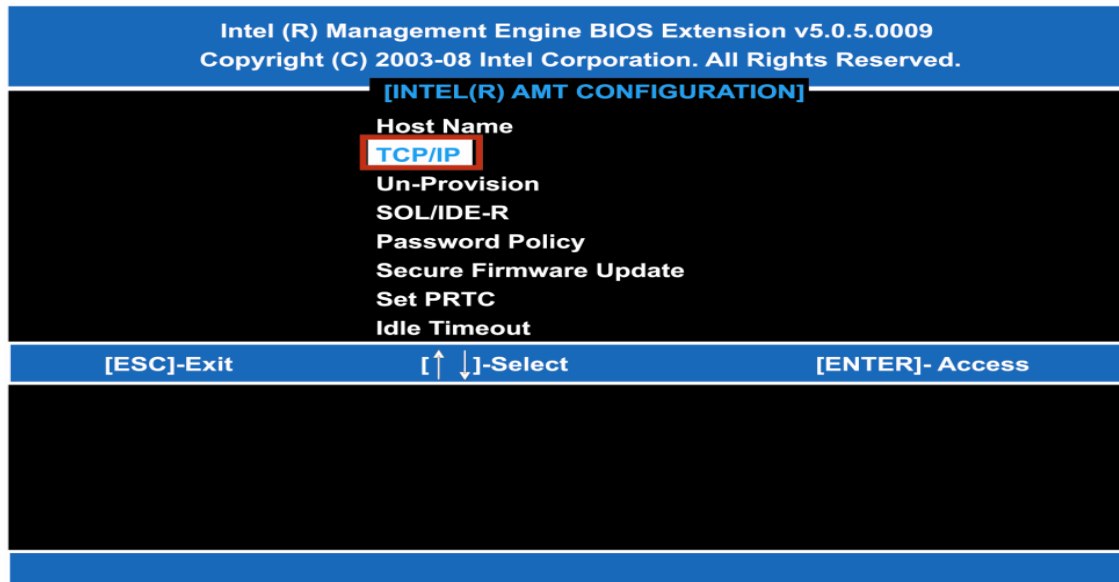 Intel (R) Management Engine BIOS Extension v5.0.5.0009
Copyright (C) 2003-08 Intel Corporation. All Rights Reserved.
[INTEL(R) AMT CONFIGURATION]
Host Name
TCP/IP
Un-Provision
SOL/IDE-R
Password Policy
Secure Firmware Update
Set PRTC
Idle Timeout
[ESC]-Exit [↑ ↓]-Select [ENTER]- Access